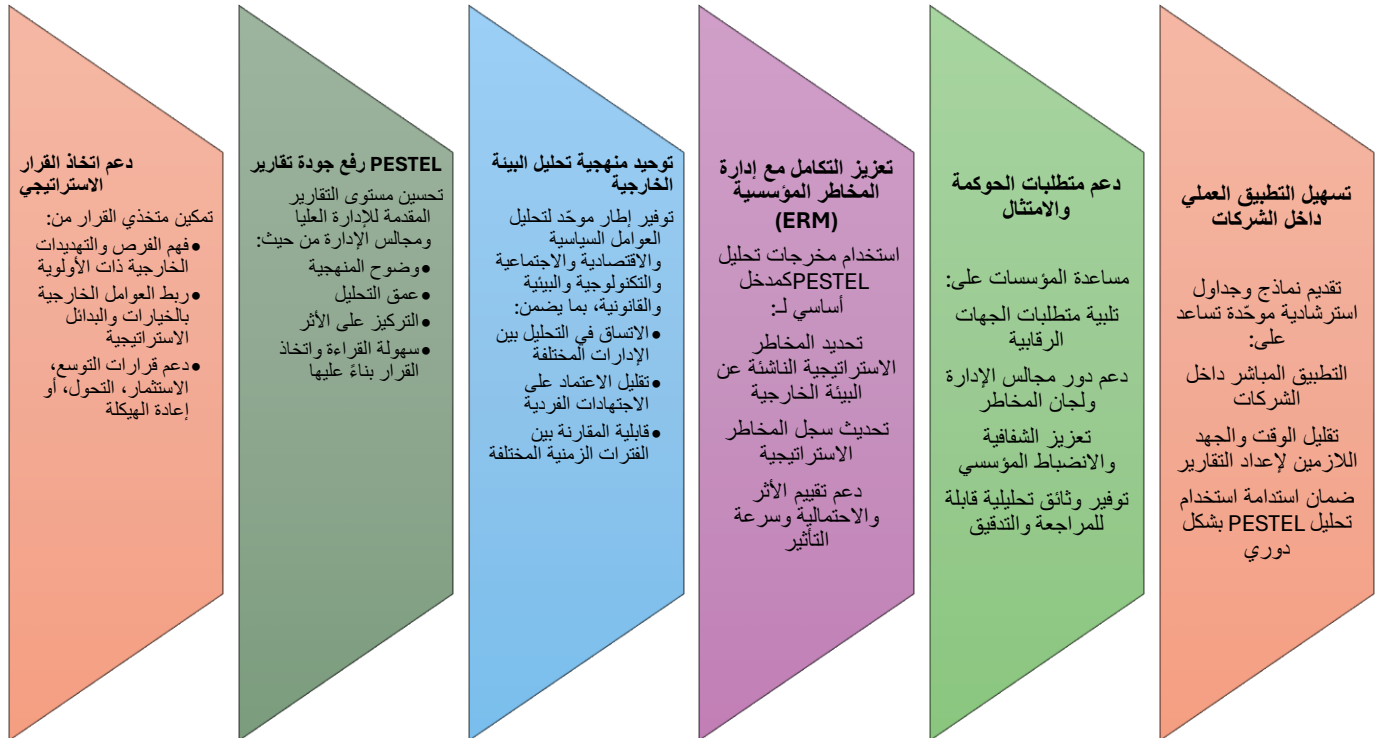 تسهيل التطبيق العملي
داخل الشركات
تقديم نماذج وجداول
استرشادية موحّدة تساعد
على:
التطبيق المباشر داخل
الشركات
تقليل الوقت والجهد
اللازمين لإعداد التقارير
ضمان استدامة استخدام
تحليل PESTEL بشكل
دوري
دعم متطلبات الحوكمة
والامتثال
مساعدة المؤسسات على:
تلبية متطلبات الجهات
الرقابية
دعم دور مجالس الإدارة
ولجان المخاطر
تعزيز الشفافية
والانضباط المؤسسي
توفير وثائق تحليلية قابلة
للمراجعة والتدقيق
تعزيز التكامل مع إدارة
المخاطر المؤسسية
(ERM)
استخدام مخرجات تحليل
PESTELكمدخل
أساسي لـ:
تحديد المخاطر
الاستراتيجية الناشئة عن
البيئة الخارجية
تحديث سجل المخاطر
الاستراتيجية
دعم تقييم الأثر
والاحتمالية وسرعة
التأثير
توحيد منهجية تحليل البيئة
الخارجية
توفير إطار موحّد لتحليل
العوامل السياسية
والاقتصادية والاجتماعية
والتكنولوجية والبيئية
والقانونية، بما يضمن:
•الاتساق في التحليل بين
الإدارات المختلفة
•تقليل الاعتماد على
الاجتهادات الفردية
•قابلية المقارنة بين
الفترات الزمنية المختلفة
رفع جودة تقارير PESTEL
تحسين مستوى التقارير
المقدمة للإدارة العليا
ومجالس الإدارة من حيث:
•وضوح المنهجية
•عمق التحليل
•التركيز على الأثر
•سهولة القراءة واتخاذ
القرار بناءً عليها
دعم اتخاذ القرار
الاستراتيجي
تمكين متخذي القرار من:
•فهم الفرص والتهديدات
الخارجية ذات الأولوية
•ربط العوامل الخارجية
بالخيارات والبدائل
الاستراتيجية
•دعم قرارات التوسع،
الاستثمار، التحول، أو
إعادة الهيكلة